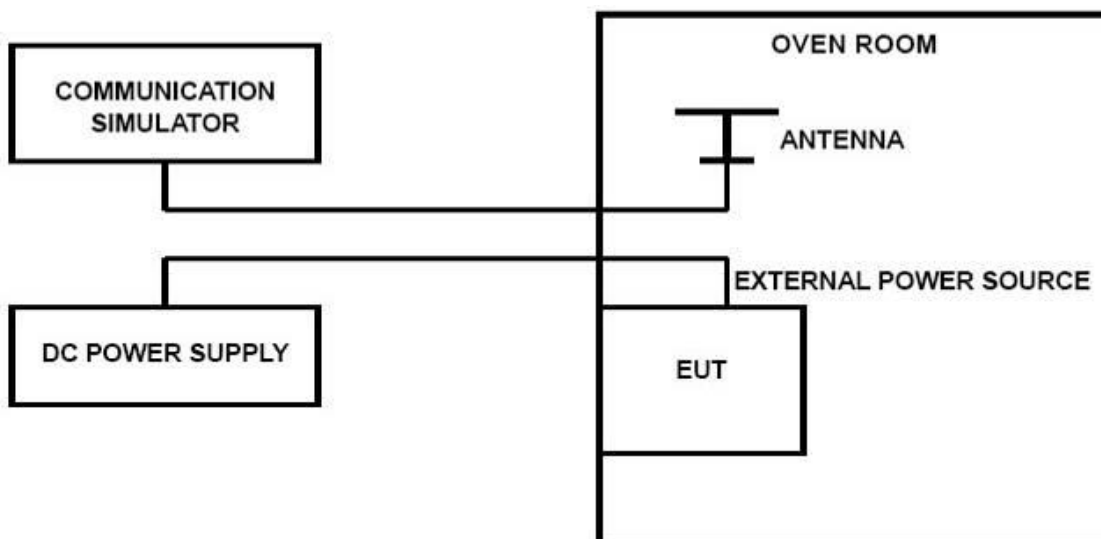 OVEN ROOM
COMMUNICATION
SIMULATOR
ANTENNA
EXTERNAL POWER SOURCE
DC POWER SUPPLY
EUT